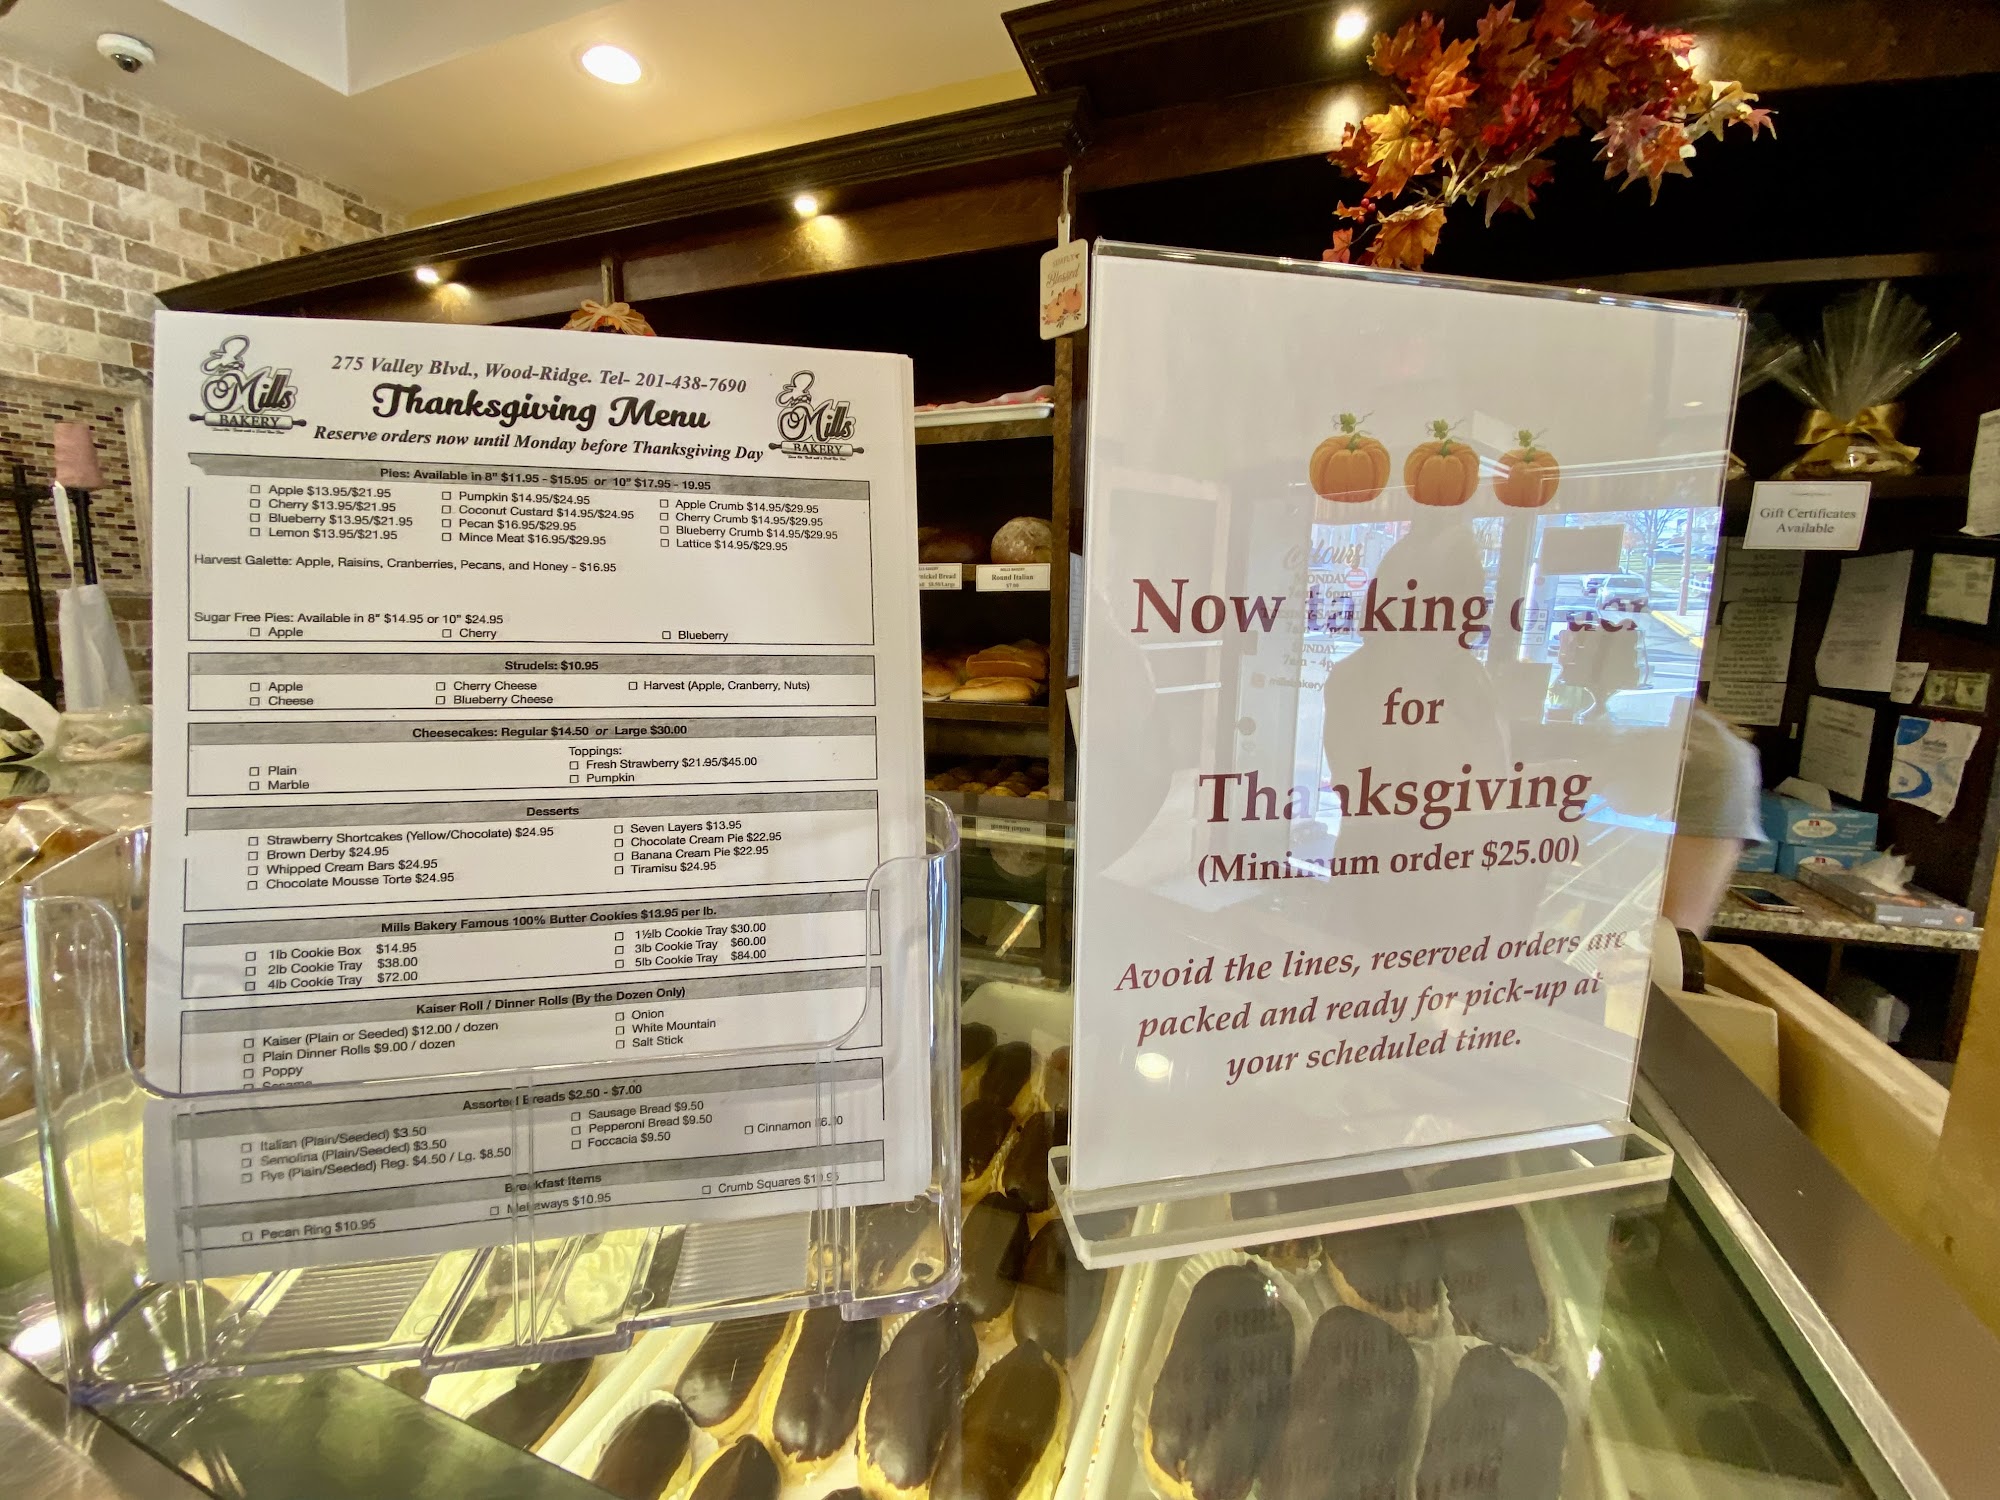 Mills
BAKERY
275 Valley Blvd., Wood-Ridge. Tel- 201-438-7690
Thanksgiving Menu
Reserve orders now until Monday before Thanksgiving Day
Mills
BAKERY
Pies: Available in 8" $11.95 - $15.95 or 10" $17.95 - 19.95
Apple $13.95/$21.95
Cherry $13.95/$21.95
Blueberry $13.95/$21.95
Lemon $13.95/$21.95
Pumpkin $14.95/$24.95
Coconut Custard $14.95/$24.95
Pecan $16.95/$29.95
Mince Meat $16.95/$29.95
Apple Crumb $14.95/$29.95
Cherry Crumb $14.95/$29.95
Blueberry Crumb $14.95/$29.95
Lattice $14.95/$29.95
Harvest Galette: Apple, Raisins, Cranberries, Pecans, and Honey - $16.95
Sugar Free Pies: Available in 8" $14.95 or 10" $24.95
Apple
Cherry
Blueberry
Strudels: $10.95
Apple
Cheese
Cherry Cheese
Blueberry Cheese
Harvest (Apple, Cranberry, Nuts)
Cheesecakes: Regular $14.50 or Large $30.00
Plain
Marble
Toppings:
Fresh Strawberry $21.95/$45.00
Pumpkin
Desserts
Strawberry Shortcakes (Yellow/Chocolate) $24.95
Brown Derby $24.95
Whipped Cream Bars $24.95
Chocolate Mousse Torte $24.95
Seven Layers $13.95
Chocolate Cream Pie $22.95
Banana Cream Pie $22.95
Tiramisu $24.95
Mills Bakery Famous 100% Butter Cookies $13.95 per lb.
1lb Cookie Box $14.95
2lb Cookie Tray $38.00
4lb Cookie Tray $72.00
1½lb Cookie Tray $30.00
3lb Cookie Tray $60.00
5lb Cookie Tray $84.00
Kaiser Roll / Dinner Rolls (By the Dozen Only)
Kaiser (Plain or Seeded) $12.00 / dozen
Plain Dinner Rolls $9.00 / dozen
Poppy
Sesame
Onion
White Mountain
Salt Stick
Assorted Breads $2.50 - $7.00
Italian (Plain/Seeded) $3.50
Semolina (Plain/Seeded) $3.50
Rye (Plain/Seeded) Reg. $4.50 / Lg. $8.50
Sausage Bread $9.50
Pepperoni Bread $9.50
Foccacia $9.50
Cinnamon
Breakfast Items
Pecan Ring $10.95
$10.95
Crumb Squares
Blessed
Round Italian
Now taking order
for
Thanksgiving
(Minimum order $25.00)
Avoid the lines, reserved orders are
packed and ready for pick-up at
your scheduled time.
Hours
MONDAY
SUNDAY
7am - 4p
Gift Certificates
Available